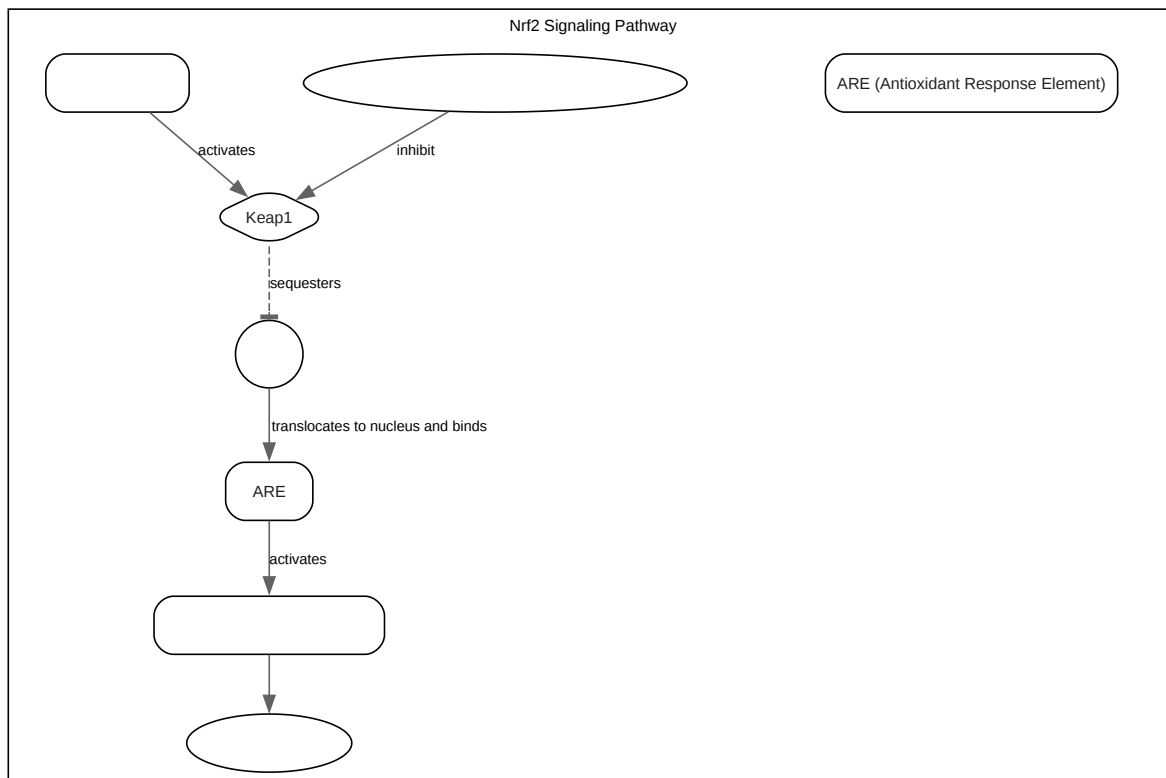 Nrf2 Signaling Pathway
ARE (Antioxidant Response Element)
activates
inhibit
Keap1
sequesters
translocates to nucleus and binds
ARE
activates